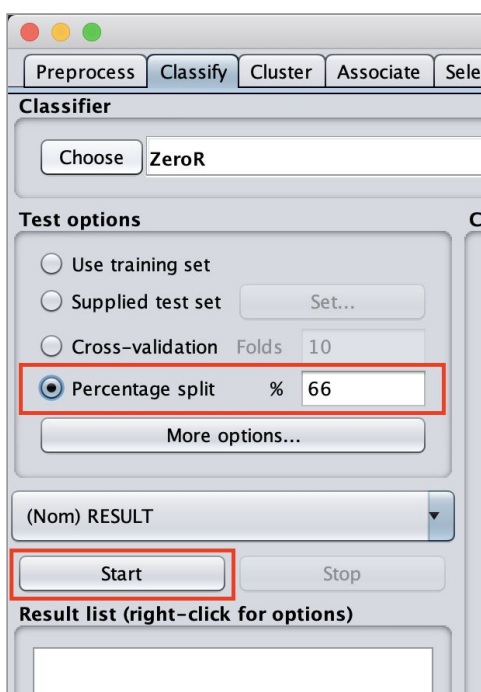 Preprocess Classify Cluster Associate Sele
Classifier
Choose ZeroR
Test options C
Use training set
Supplied test set Set...
Cross-validation Folds 10
Percentage split % 66
More options...
(Nom) RESULT
Start Stop
Result list (right-click for options)